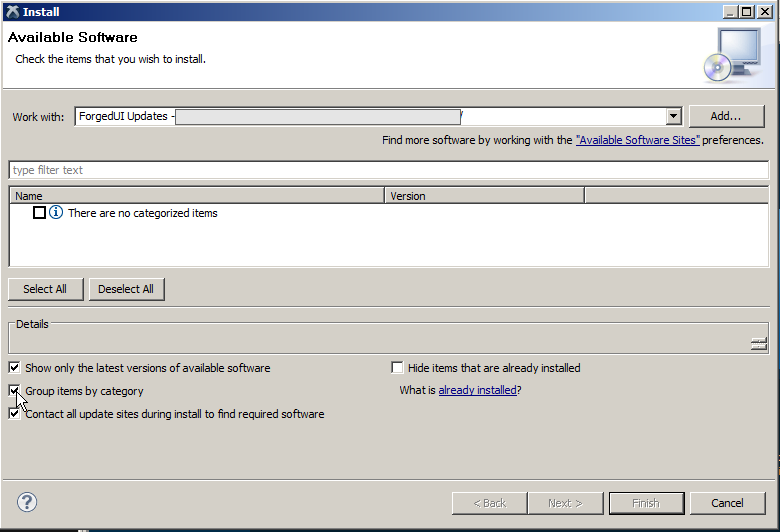 Install
Available Software
Check the items that you wish to install.
Work with: ForgedUI Updates - / Add...
Find more software by working with the "Available Software Sites" preferences.
type filter text
Name Version
There are no categorized items
Select All Deselect All
Details
Show only the latest versions of available software Hide items that are already installed
Group items by category What is already installed?
Contact all update sites during install to find required software
? < Back Next > Finish Cancel